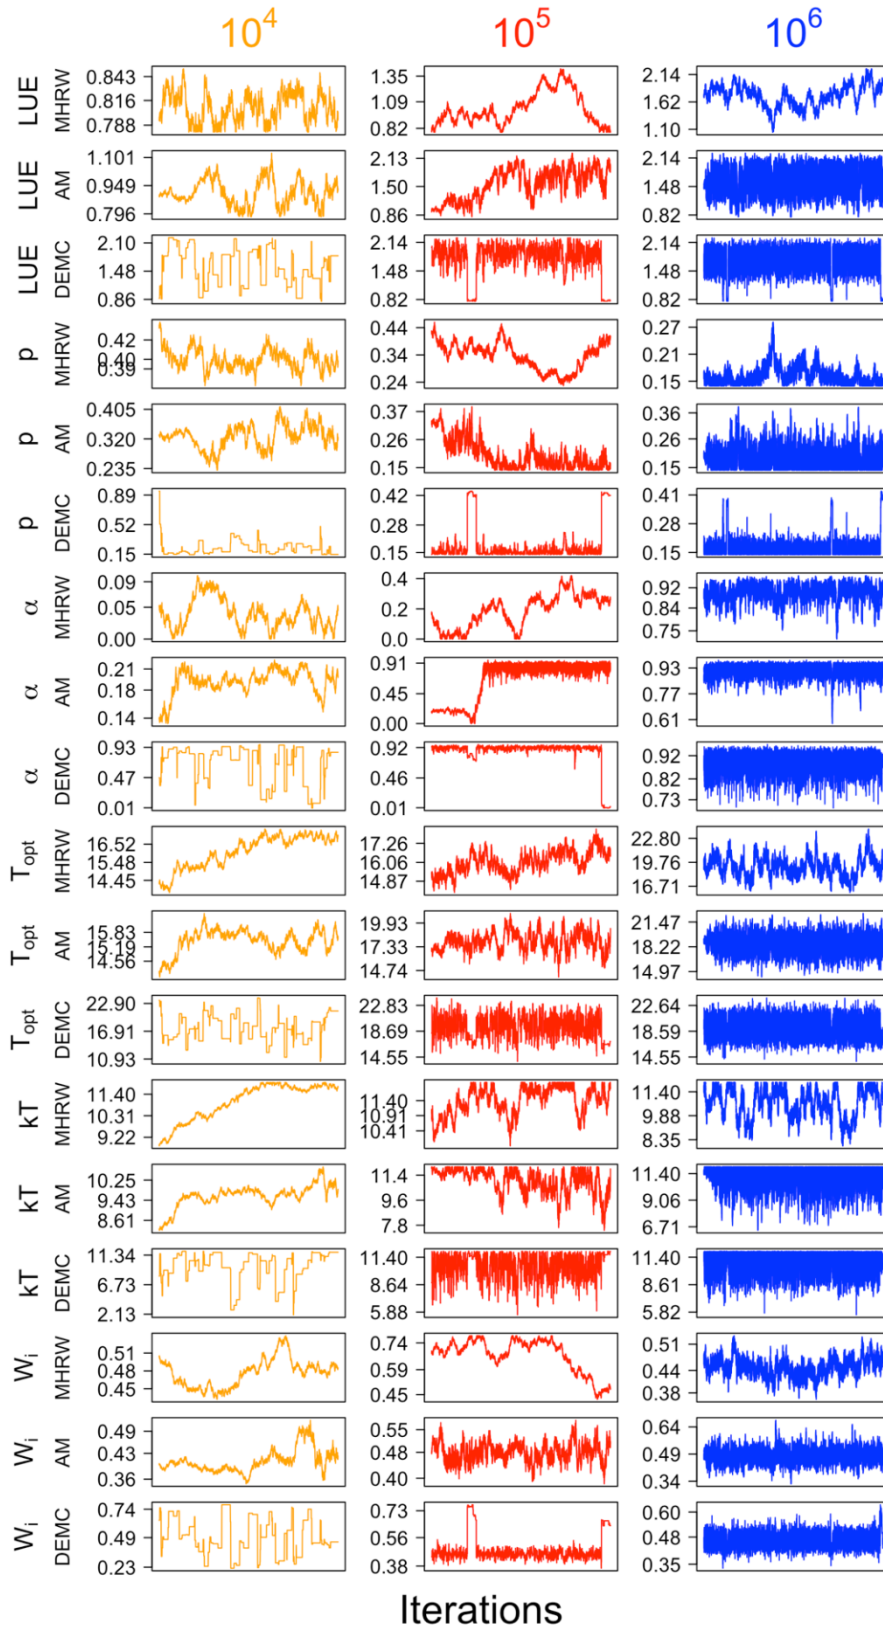 10^4 10^5 10^6
LUE MHRW 0.843 0.816 0.788 1.35 1.09 0.82 2.14 1.62 1.10
LUE AM 1.101 0.949 0.796 2.13 1.50 0.86 2.14 1.48 0.82
LUE DEMC 2.10 1.48 0.86 2.14 1.48 0.82 2.14 1.48 0.82
p MHRW 0.42 0.40 0.39 0.44 0.34 0.24 0.27 0.21 0.15
p AM 0.405 0.320 0.235 0.37 0.26 0.15 0.36 0.26 0.15
p DEMC 0.89 0.52 0.15 0.42 0.28 0.15 0.41 0.28 0.15
α MHRW 0.09 0.05 0.00 0.4 0.2 0.0 0.92 0.84 0.75
α AM 0.21 0.18 0.14 0.91 0.45 0.00 0.93 0.77 0.61
α DEMC 0.93 0.47 0.01 0.92 0.47 0.01 0.92 0.82 0.73
Topt MHRW 16.52 15.48 14.45 17.26 16.06 14.87 22.80 19.76 16.71
Topt AM 15.83 15.19 14.56 19.93 17.33 14.74 21.47 18.22 14.97
Topt DEMC 22.90 16.91 10.93 22.83 18.69 14.55 22.64 18.59 14.55
kT MHRW 11.40 10.31 9.22 11.40 10.91 10.41 11.40 9.88 8.35
kT AM 10.25 9.43 8.61 11.4 9.6 7.8 11.40 9.06 6.71
kT DEMC 11.34 6.73 2.13 11.40 8.64 5.88 11.40 8.61 5.82
Wi MHRW 0.51 0.48 0.45 0.74 0.59 0.45 0.51 0.44 0.38
Wi AM 0.49 0.43 0.36 0.55 0.48 0.40 0.64 0.49 0.34
Wi DEMC 0.74 0.49 0.23 0.73 0.56 0.38 0.60 0.48 0.35
Iterations